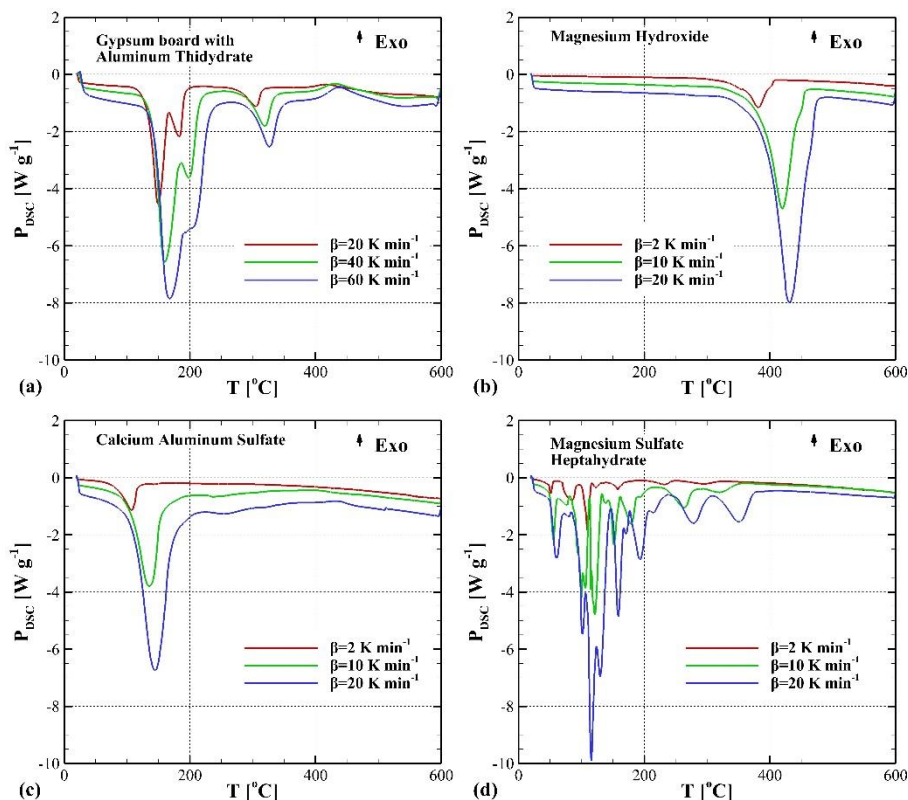 2
0
-2
-4
-6
-8
-10
P_DSC [W g⁻¹]
Gypsum board with
Aluminum Thidydrate
Exo
β=20 K min⁻¹
β=40 K min⁻¹
β=60 K min⁻¹
0
200
400
600
(a)
T [°C]
2
0
-2
-4
-6
-8
-10
P_DSC [W g⁻¹]
Magnesium Hydroxide
Exo
β=2 K min⁻¹
β=10 K min⁻¹
β=20 K min⁻¹
0
200
400
600
(b)
T [°C]
2
0
-2
-4
-6
-8
-10
P_DSC [W g⁻¹]
Calcium Aluminum Sulfate
Exo
β=2 K min⁻¹
β=10 K min⁻¹
β=20 K min⁻¹
0
200
400
600
(c)
T [°C]
2
0
-2
-4
-6
-8
-10
P_DSC [W g⁻¹]
Magnesium Sulfate
Heptahydrate
Exo
β=2 K min⁻¹
β=10 K min⁻¹
β=20 K min⁻¹
0
200
400
600
(d)
T [°C]